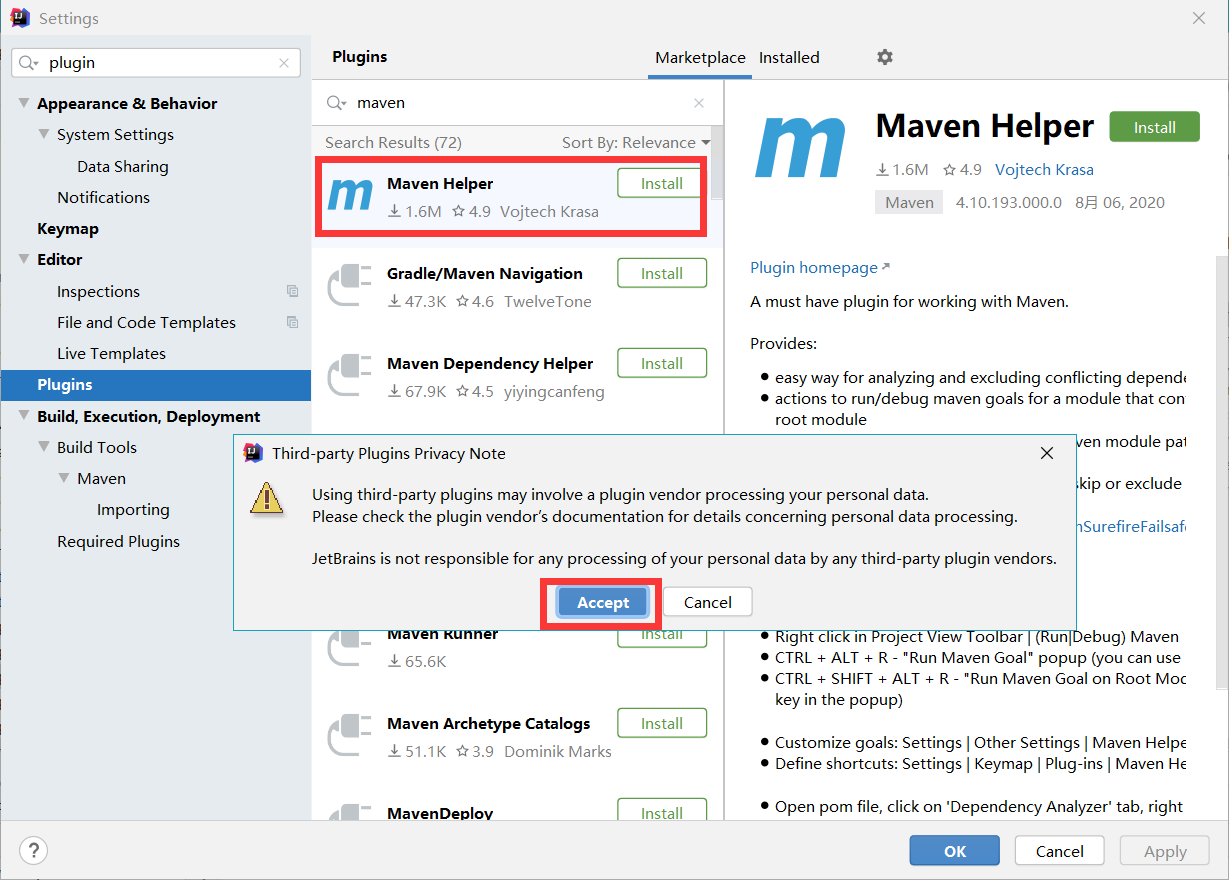 Settings
plugin
Appearance & Behavior
System Settings
Data Sharing
Notifications
Keymap
Editor
Inspections
File and Code Templates
Live Templates
Plugins
Build, Execution, Deployment
Build Tools
Maven
Importing
Required Plugins
Plugins
Marketplace
Installed
maven
Search Results (72)
Sort By: Relevance
Maven Helper
Install
1.6M 4.9 Vojtech Krasa
Gradle/Maven Navigation
Install
47.3K 4.6 TwelveTone
Maven Dependency Helper
Install
67.9K 4.5 yiyingcanfeng
Maven Runner
Install
65.6K
Maven Archetype Catalogs
Install
51.1K 3.9 Dominik Marks
MavenDeploy
Install
m
Maven Helper
Install
1.6M 4.9 Vojtech Krasa
Maven 4.10.193.000.0 8月 06, 2020
Plugin homepage
A must have plugin for working with Maven.
Provides:
easy way for analyzing and excluding conflicting depende
actions to run/debug maven goals for a module that con
root module
ven module pat
skip or exclude
nSurefireFailsafe
Right click in Project View Toolbar | (Run|Debug) Maven
CTRL + ALT + R - "Run Maven Goal" popup (you can use
CTRL + SHIFT + ALT + R - "Run Maven Goal on Root Moc
key in the popup)
Customize goals: Settings | Other Settings | Maven Helpe
Define shortcuts: Settings | Keymap | Plug-ins | Maven He
Open pom file, click on 'Dependency Analyzer' tab, right
Third-party Plugins Privacy Note
Using third-party plugins may involve a plugin vendor processing your personal data.
Please check the plugin vendor's documentation for details concerning personal data processing.
JetBrains is not responsible for any processing of your personal data by any third-party plugin vendors.
Accept
Cancel
?
OK
Cancel
Apply